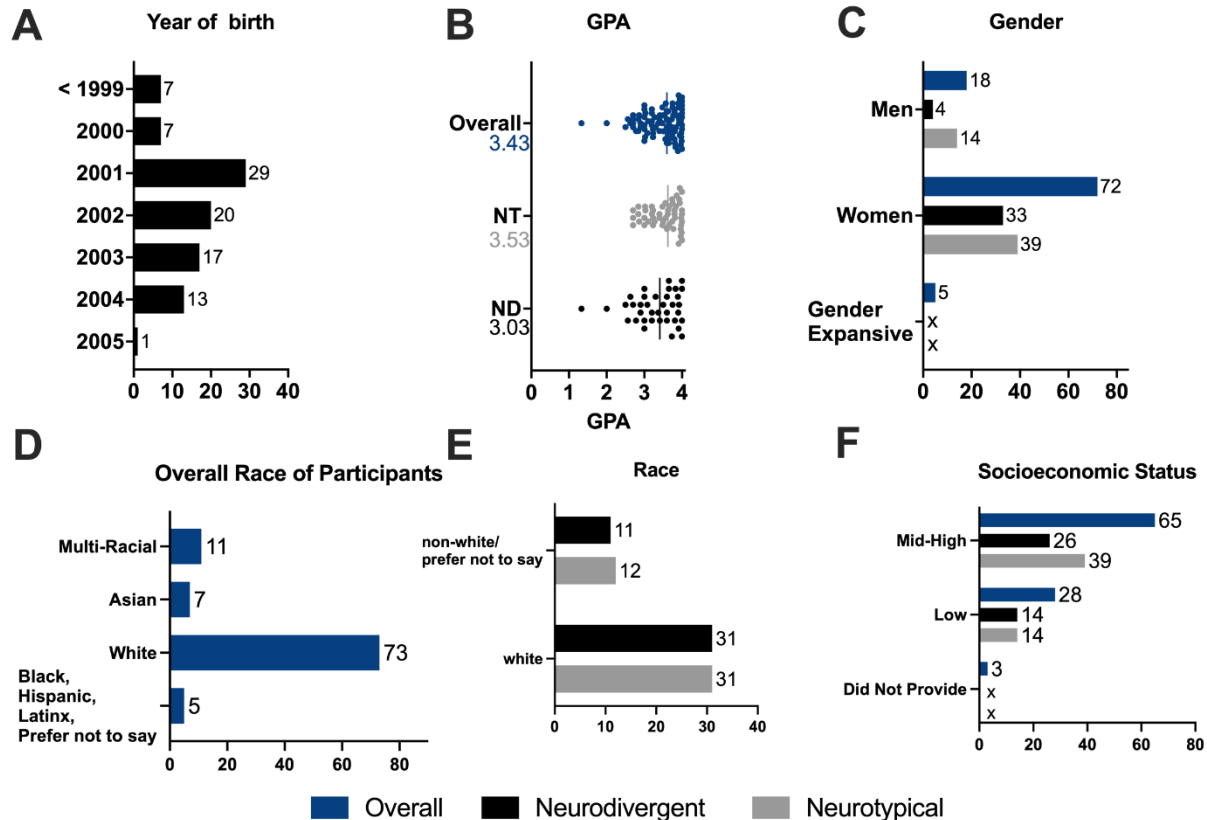 A
Year of birth
< 1999
7
2000
7
2001
29
2002
20
2003
17
2004
13
2005
1
0 10 20 30 40
B
GPA
Overall
3.43
NT
3.53
ND
3.03
0 1 2 3 4
GPA
C
Gender
Men
18
4
14
Women
72
33
39
Gender
Expansive
5
x
x
0 20 40 60 80
D
Overall Race of Participants
Multi-Racial
11
Asian
7
White
73
Black,
Hispanic,
Latinx,
Prefer not to say
5
0 20 40 60 80
E
Race
non-white/
prefer not to say
11
12
white
31
31
0 10 20 30 40
F
Socioeconomic Status
Mid-High
65
26
39
Low
28
14
14
Did Not Provide
3
x
x
0 20 40 60 80
Overall Neurodivergent Neurotypical